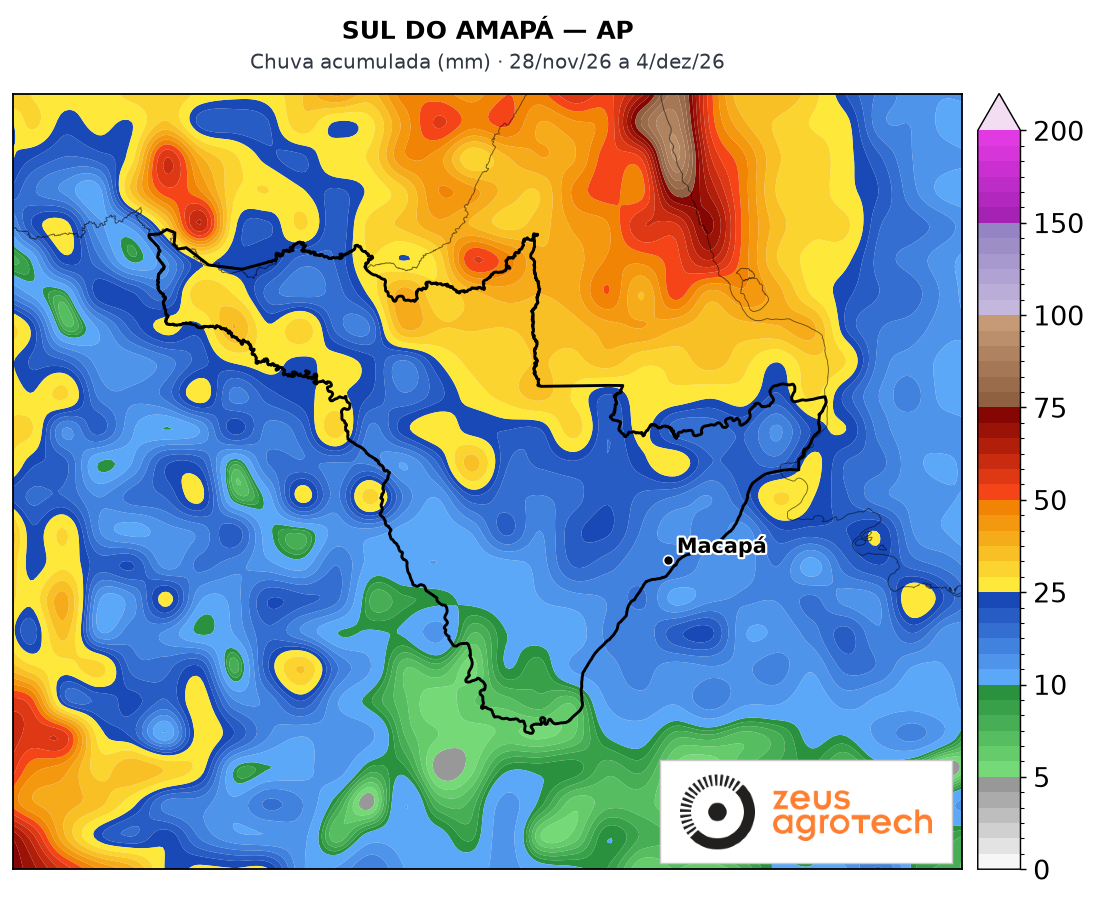 SUL DO AMAPÁ — AP
Chuva acumulada (mm) · 28/nov/26 a 4/dez/26
200
150
100
75
50
25
10
5
0
Macapá
zeus
agrotech